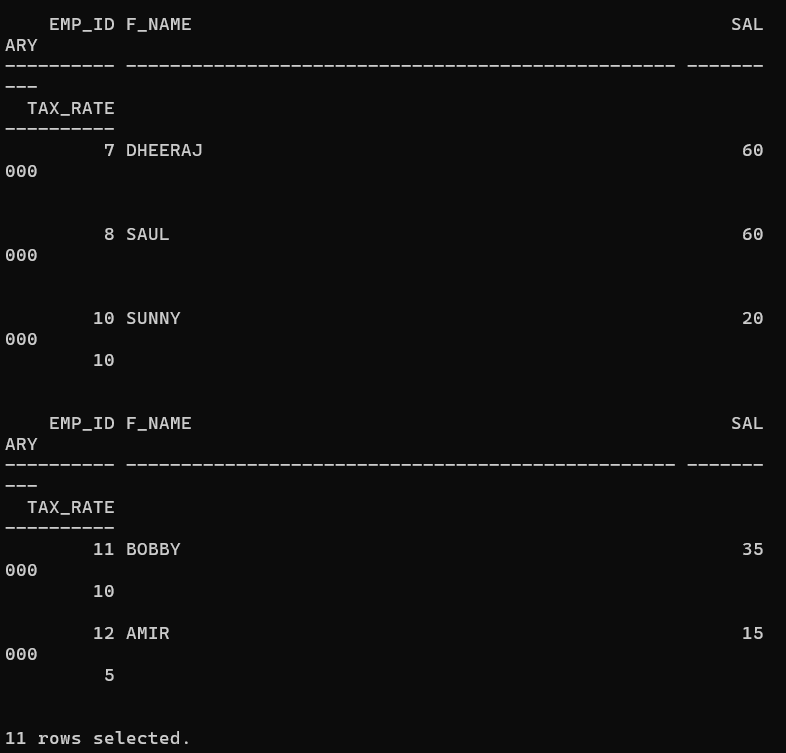 EMP_ID F_NAME SAL
ARY
---------- -------------------------------------------------- -------
---
TAX_RATE
----------
7 DHEERAJ 60
000
8 SAUL 60
000
10 SUNNY 20
000
10
EMP_ID F_NAME SAL
ARY
---------- -------------------------------------------------- -------
---
TAX_RATE
----------
11 BOBBY 35
000
10
12 AMIR 15
000
5
11 rows selected.